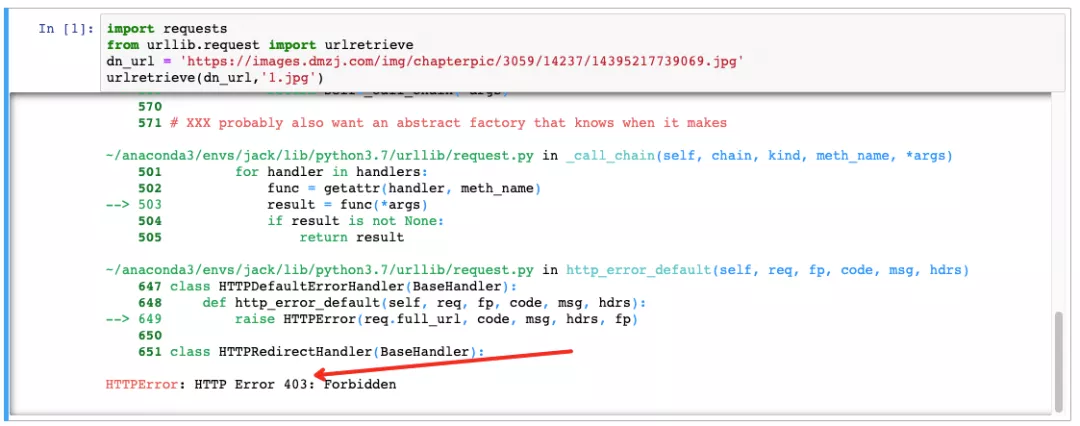 In [1]: import requests
from urllib.request import urlretrieve
dn_url = 'https://images.dmzj.com/img/chapterpic/3059/14237/14395217739069.jpg'
urlretrieve(dn_url,'1.jpg')
570
571 # XXX probably also want an abstract factory that knows when it makes
~/anaconda3/envs/jack/lib/python3.7/urllib/request.py in _call_chain(self, chain, kind, meth_name, *args)
501 for handler in handlers:
502 func = getattr(handler, meth_name)
--> 503 result = func(*args)
504 if result is not None:
505 return result
~/anaconda3/envs/jack/lib/python3.7/urllib/request.py in http_error_default(self, req, fp, code, msg, hdrs)
647 class HTTPDefaultErrorHandler(BaseHandler):
648 def http_error_default(self, req, fp, code, msg, hdrs):
--> 649 raise HTTPError(req.full_url, code, msg, hdrs, fp)
650
651 class HTTPRedirectHandler(BaseHandler):
HTTPError: HTTP Error 403: Forbidden